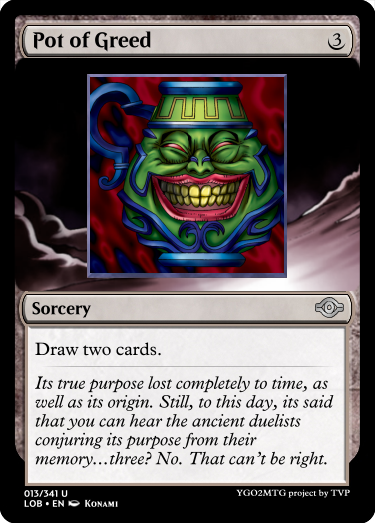 Pot of Greed 3
Sorcery
Draw two cards.
Its true purpose lost completely to time, as
well as its origin. Still, to this day, its said
that you can hear the ancient duelists
conjuring its purpose from their
memory...three? No. That can't be right.
013/341 U
LOB • EN Konami
YGO2MTG project by TVP